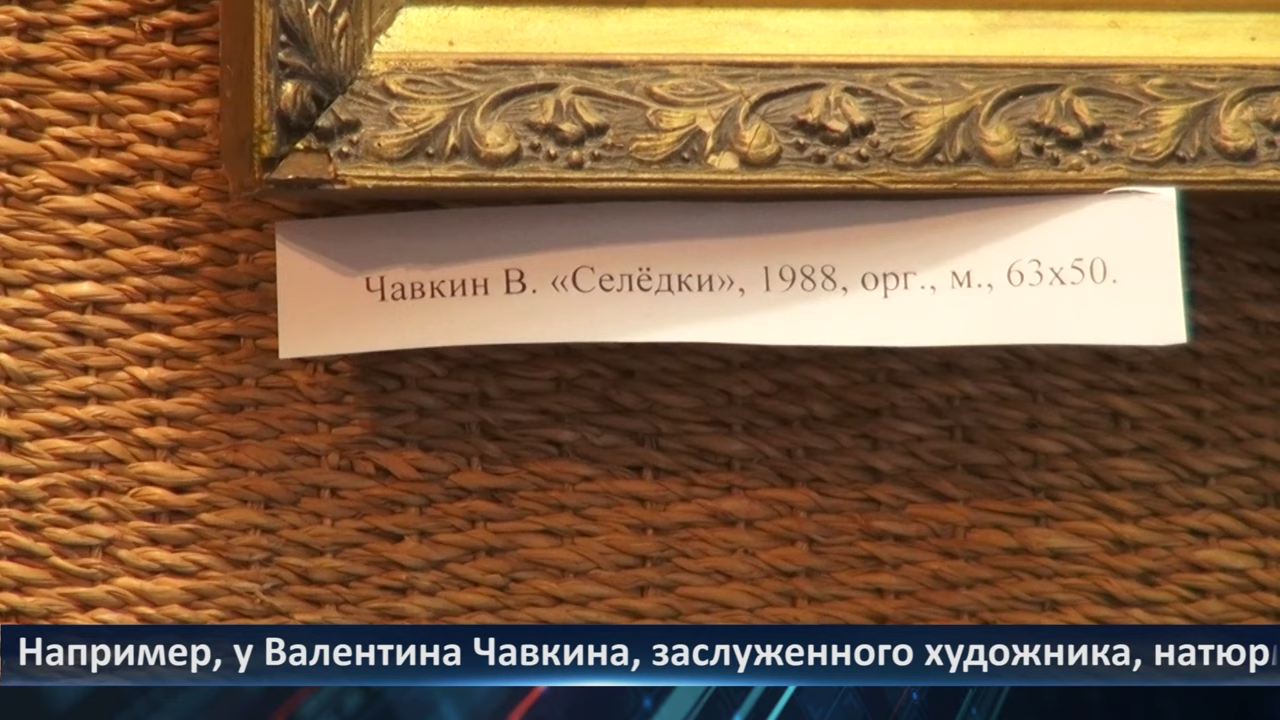 Чавкин В. «Селёдки», 1988, орг., м., 63х50.
Например, у Валентина Чавкина, заслуженного художника,